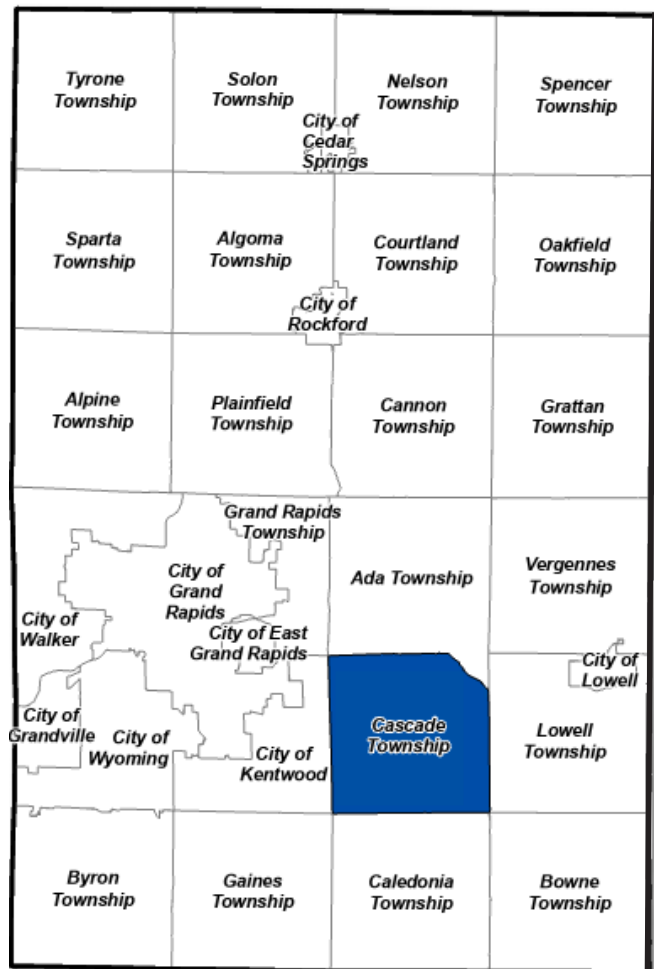 Tyrone
Township
Solon
Township
Nelson
Township
Spencer
Township
City of
Cedar
Springs
Sparta
Township
Algoma
Township
Courtland
Township
Oakfield
Township
City of
Rockford
Alpine
Township
Plainfield
Township
Cannon
Township
Grattan
Township
Grand Rapids
Township
City of
Grand
Rapids
Ada Township
Vergennes
Township
City of
Walker
City of East
Grand Rapids
City of
Lowell
City of
Grandville
City of
Wyoming
City of
Kentwood
Cascade
Township
Lowell
Township
Byron
Township
Gaines
Township
Caledonia
Township
Bowne
Township